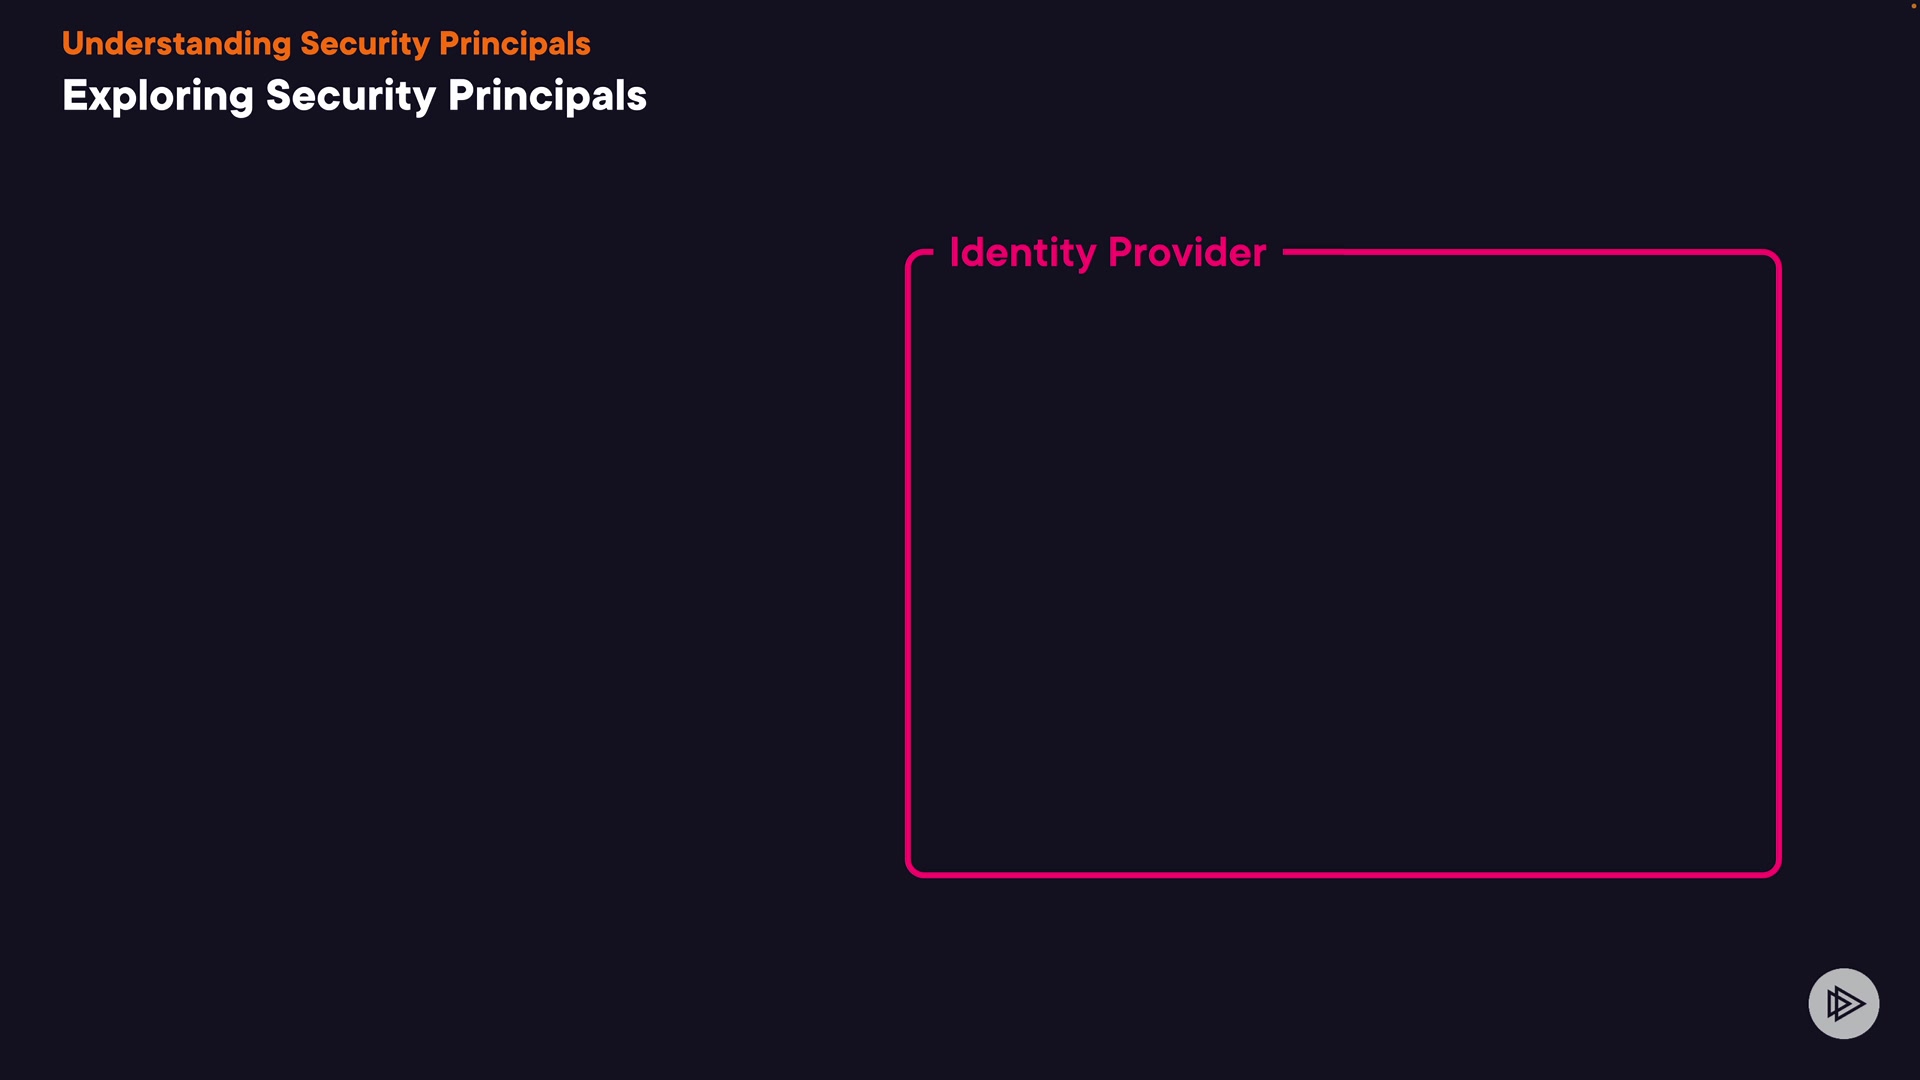 Understanding Security Principals
Exploring Security Principals
Identity Provider